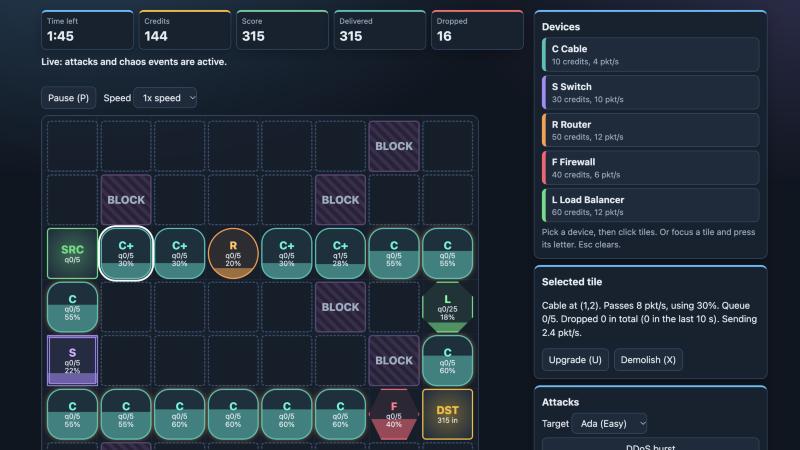 Time left
1:45
Credits
144
Score
315
Delivered
315
Dropped
16
Live: attacks and chaos events are active.
Pause (P)
Speed
1x speed
BLOCK
BLOCK
BLOCK
SRC
q0/5
C+
q0/5
30%
C+
q0/5
30%
R
q0/5
20%
C+
q0/5
30%
C+
q1/5
28%
C
q0/5
55%
C
q0/5
55%
C
q0/5
55%
BLOCK
L
q0/25
18%
S
q0/5
22%
BLOCK
C
q0/5
60%
C
q0/5
55%
C
q0/5
55%
C
q0/5
60%
C
q0/5
60%
C
q0/5
60%
C
q0/5
60%
F
q0/5
40%
DST
315 in
Devices
C Cable
10 credits, 4 pkt/s
S Switch
30 credits, 10 pkt/s
R Router
50 credits, 12 pkt/s
F Firewall
40 credits, 6 pkt/s
L Load Balancer
60 credits, 12 pkt/s
Pick a device, then click tiles. Or focus a tile and press
its letter. Esc clears.
Selected tile
Cable at (1,2). Passes 8 pkt/s, using 30%. Queue
0/5. Dropped 0 in total (0 in the last 10 s). Sending
2.4 pkt/s.
Upgrade (U)
Demolish (X)
Attacks
Target
Ada (Easy)
DDoS burst